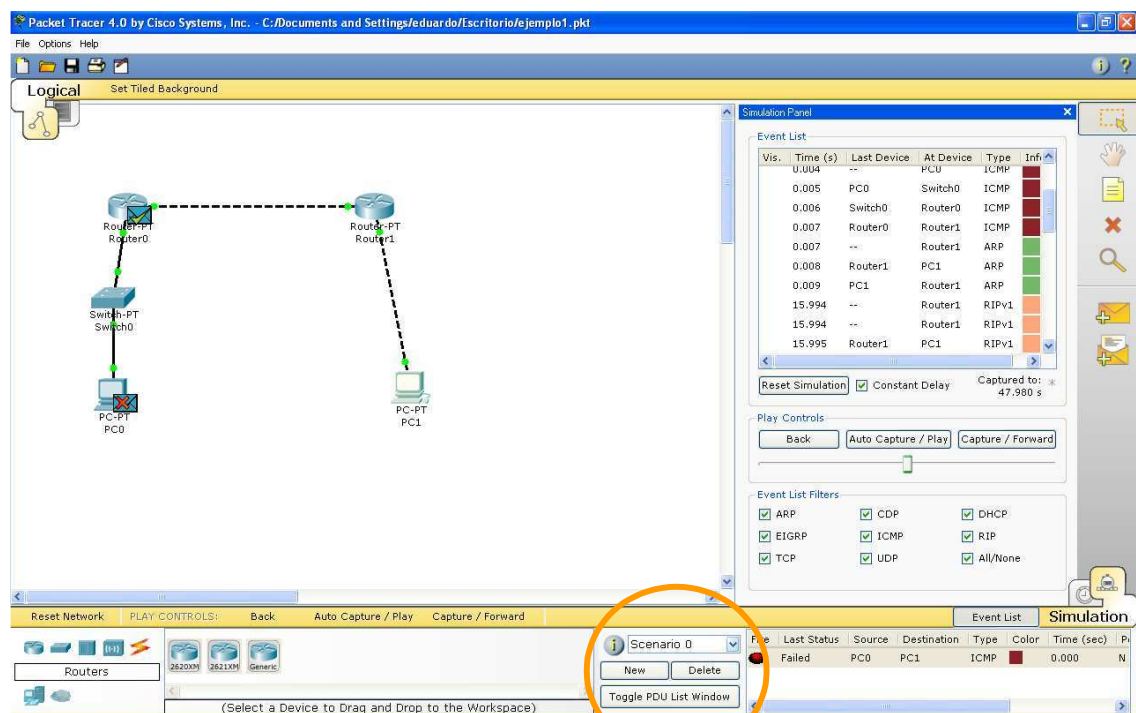 Packet Tracer 4.0 by Cisco Systems, Inc. - C:/Documents and Settings/eduardo/Escritorio/ejemplo1.pkt
File Options Help
Logical Set Tiled Background
Router-PT
Router0
Router-PT
Router1
Switch-PT
Switch0
PC-PT
PC0
PC-PT
PC1
Simulation Panel
Event List
Vis. Time (s) Last Device At Device Type Info
0.004 -- PC0 ICMP
0.005 PC0 Switch0 ICMP
0.006 Switch0 Router0 ICMP
0.007 Router0 Router1 ICMP
0.007 -- Router1 ARP
0.008 Router1 PC1 ARP
0.009 PC1 Router1 ARP
15.994 -- Router1 RIPv1
15.994 -- Router1 RIPv1
15.995 Router1 PC1 RIPv1
Reset Simulation Constant Delay Captured to: *
47.980 s
Play Controls
Back Auto Capture / Play Capture / Forward
Event List Filters
ARP CDP DHCP
EIGRP ICMP RIP
TCP UDP All/None
Reset Network PLAY CONTROLS: Back Auto Capture / Play Capture / Forward Event List Simulation
Routers
2620XM 2621XM Generic
(Select a Device to Drag and Drop to the Workspace)
i Scenario 0
New Delete
Toggle PDU List Window
Last Status Source Destination Type Color Time (sec)
Failed PC0 PC1 ICMP 0.000 N